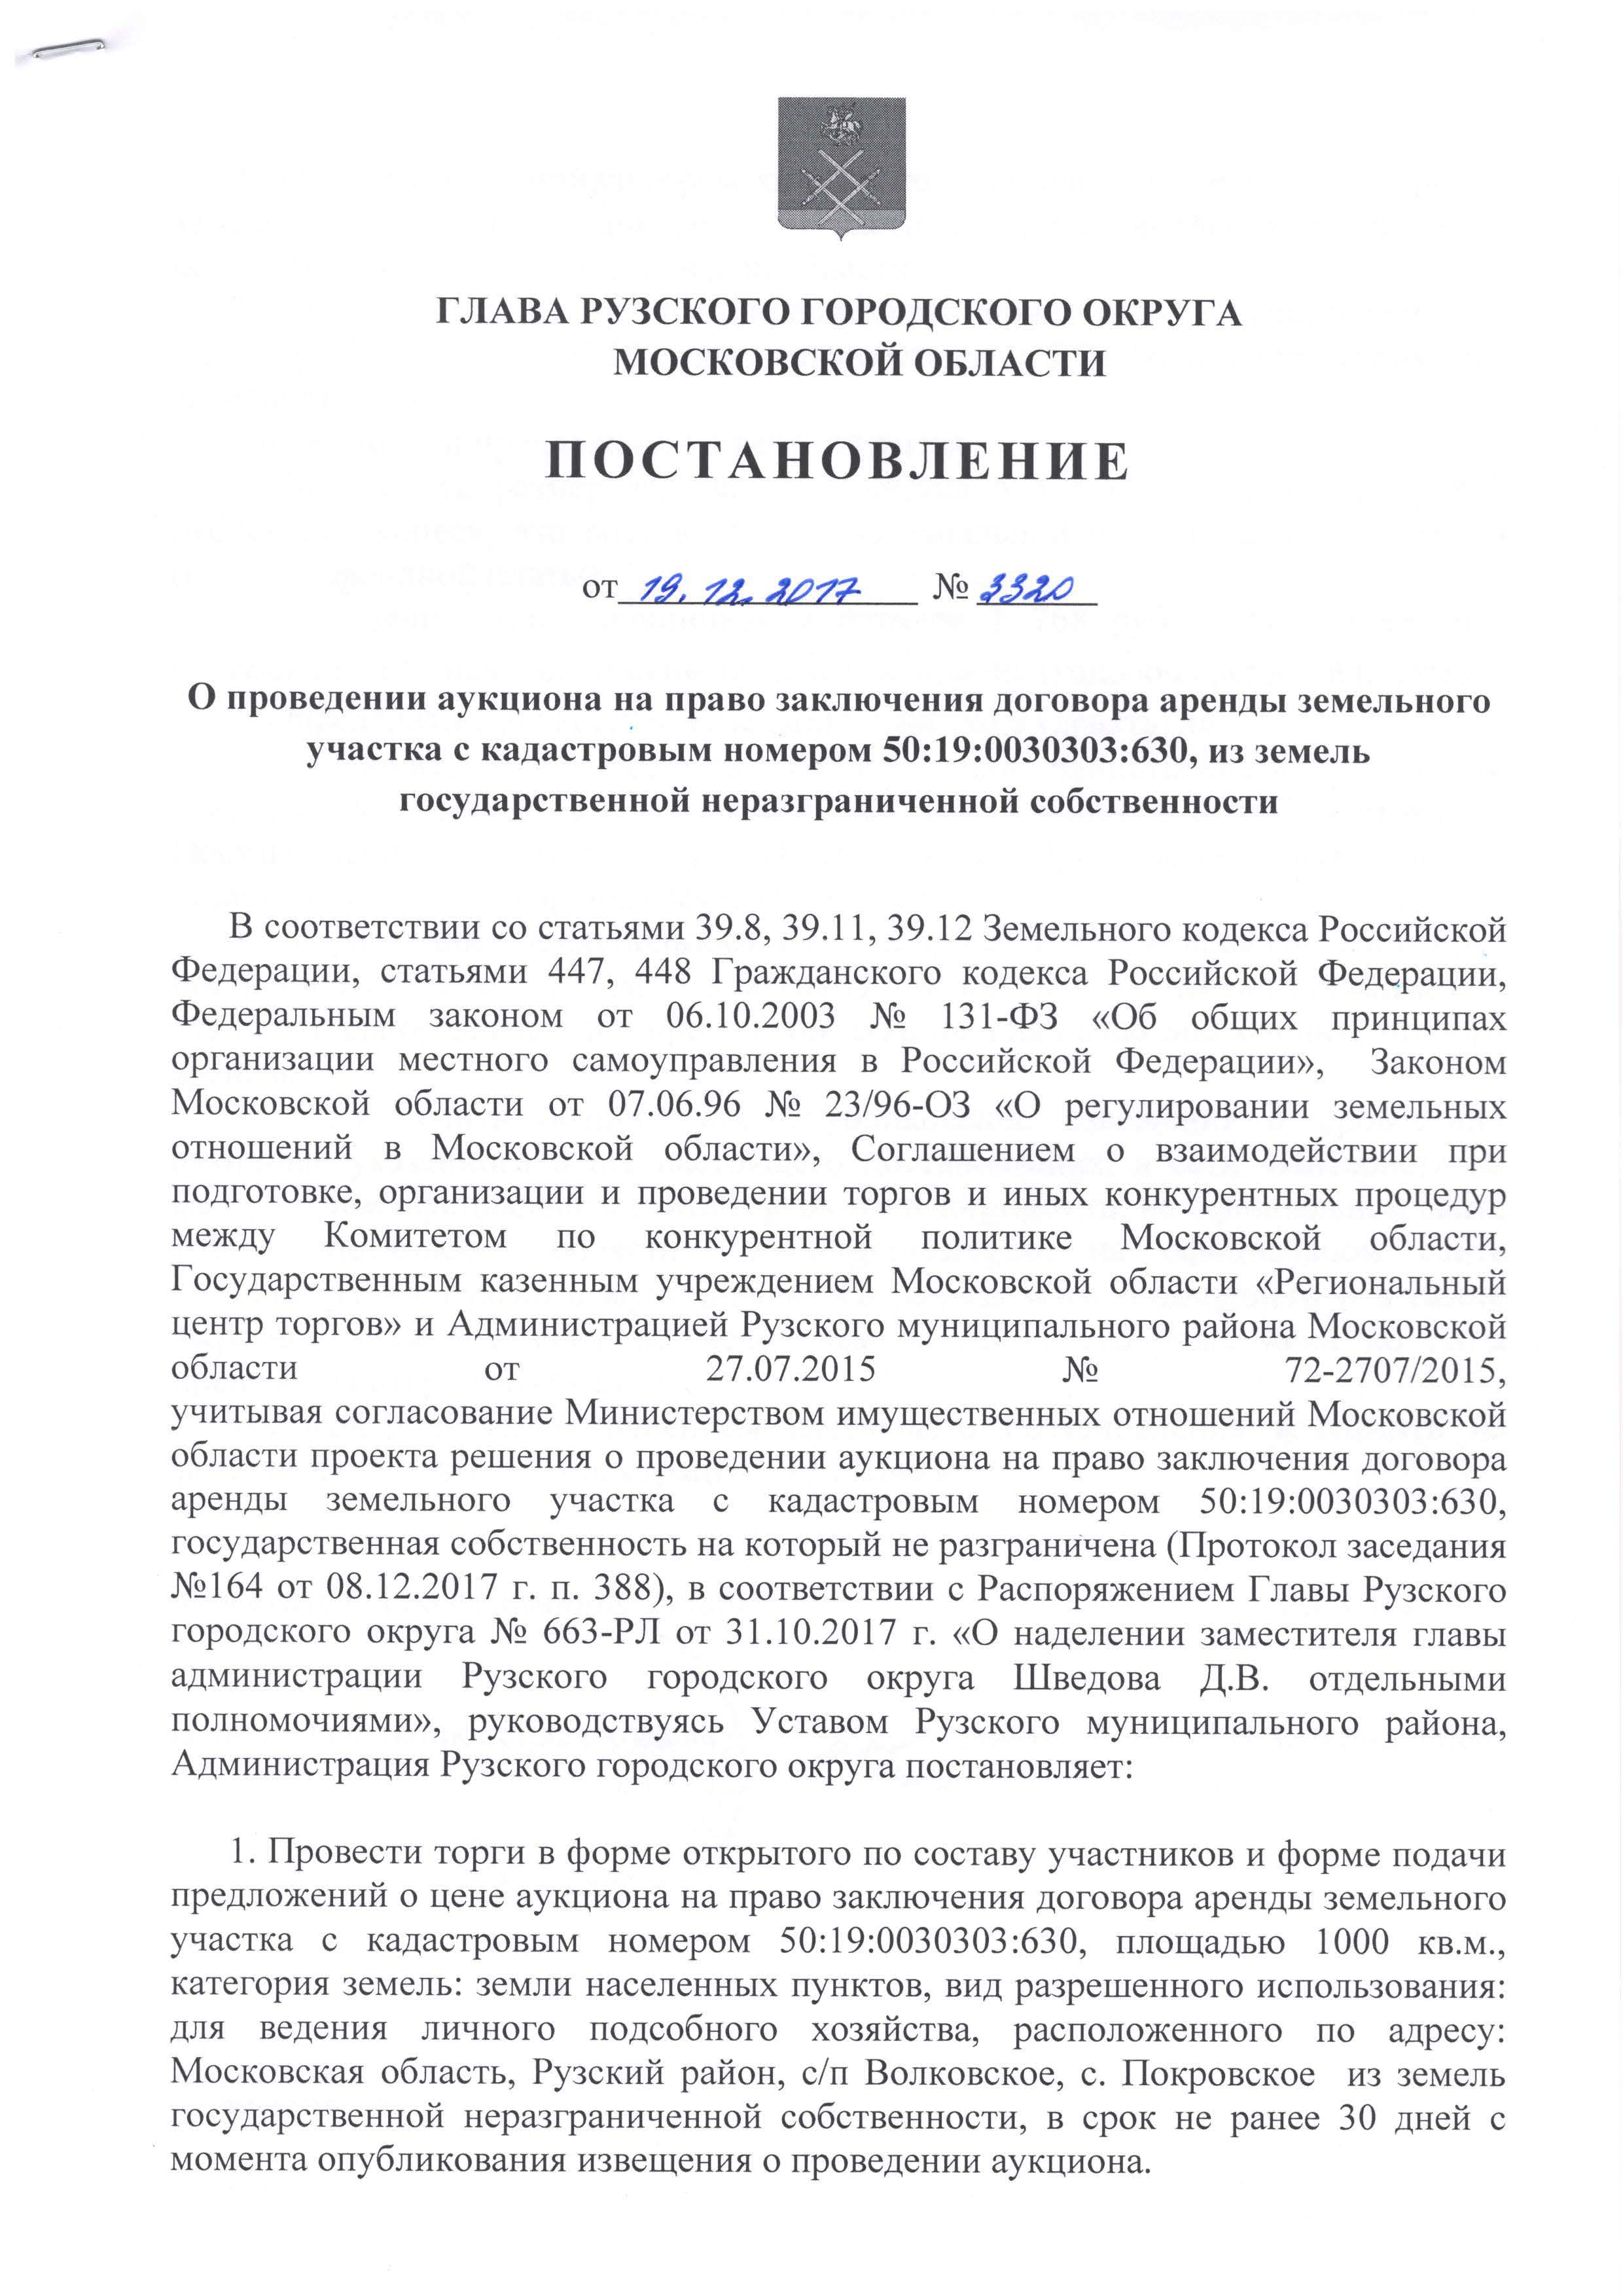 ГЛАВА РУЗСКОГО ГОРОДСКОГО ОКРУГА
МОСКОВСКОЙ ОБЛАСТИ
ПОСТАНОВЛЕНИЕ
от 19.12.2017 № 3320
О проведении аукциона на право заключения договора аренды земельного
участка с кадастровым номером 50:19:0030303:630, из земель
государственной неразграниченной собственности
В соответствии со статьями 39.8, 39.11, 39.12 Земельного кодекса Российской
Федерации, статьями 447, 448 Гражданского кодекса Российской Федерации,
Федеральным законом от 06.10.2003 № 131-ФЗ «Об общих принципах
организации местного самоуправления в Российской Федерации», Законом
Московской области от 07.06.96 № 23/96-ОЗ «О регулировании земельных
отношений в Московской области», Соглашением о взаимодействии при
подготовке, организации и проведении торгов и иных конкурентных процедур
между Комитетом по конкурентной политике Московской области,
Государственным казенным учреждением Московской области «Региональный
центр торгов» и Администрацией Рузского муниципального района Московской
области от 27.07.2015 № 72-2707/2015,
учитывая согласование Министерством имущественных отношений Московской
области проекта решения о проведении аукциона на право заключения договора
аренды земельного участка с кадастровым номером 50:19:0030303:630,
государственная собственность на который не разграничена (Протокол заседания
№164 от 08.12.2017 г. п. 388), в соответствии с Распоряжением Главы Рузского
городского округа № 663-РЛ от 31.10.2017 г. «О наделении заместителя главы
администрации Рузского городского округа Шведова Д.В. отдельными
полномочиями», руководствуясь Уставом Рузского муниципального района,
Администрация Рузского городского округа постановляет:
1. Провести торги в форме открытого по составу участников и форме подачи
предложений о цене аукциона на право заключения договора аренды земельного
участка с кадастровым номером 50:19:0030303:630, площадью 1000 кв.м.,
категория земель: земли населенных пунктов, вид разрешенного использования:
для ведения личного подсобного хозяйства, расположенного по адресу:
Московская область, Рузский район, с/п Волковское, с. Покровское из земель
государственной неразграниченной собственности, в срок не ранее 30 дней с
момента опубликования извещения о проведении аукциона.